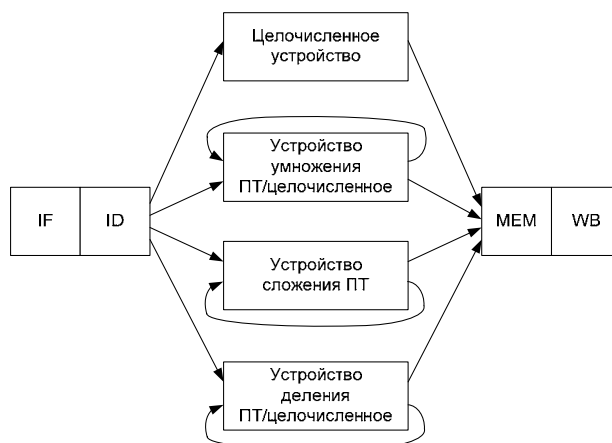 Целочисленное
устройство
Устройство
умножения
ПТ/целочисленное
IF ID
MEM WB
Устройство
сложения ПТ
Устройство
деления
ПТ/целочисленное